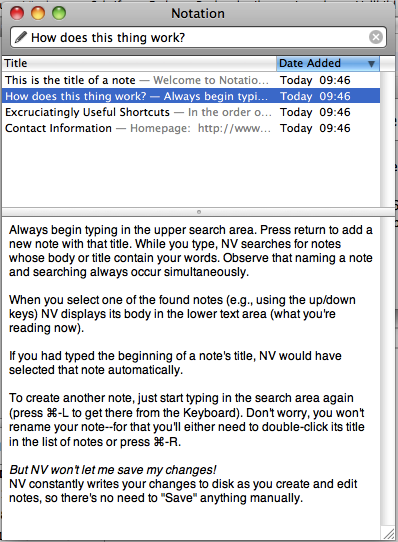 Notation
How does this thing work?
Title Date Added
This is the title of a note — Welcome to Notatio... Today 09:46
How does this thing work? — Always begin typi... Today 09:46
Excruciatingly Useful Shortcuts — In the order o... Today 09:46
Contact Information — Homepage: http://www... Today 09:46
Always begin typing in the upper search area. Press return to add a
new note with that title. While you type, NV searches for notes
whose body or title contain your words. Observe that naming a note
and searching always occur simultaneously.
When you select one of the found notes (e.g., using the up/down
keys) NV displays its body in the lower text area (what you're
reading now).
If you had typed the beginning of a note's title, NV would have
selected that note automatically.
To create another note, just start typing in the search area again
(press ⌘-L to get there from the Keyboard). Don't worry, you won't
rename your note--for that you'll either need to double-click its title
in the list of notes or press ⌘-R.
But NV won't let me save my changes!
NV constantly writes your changes to disk as you create and edit
notes, so there's no need to "Save" anything manually.